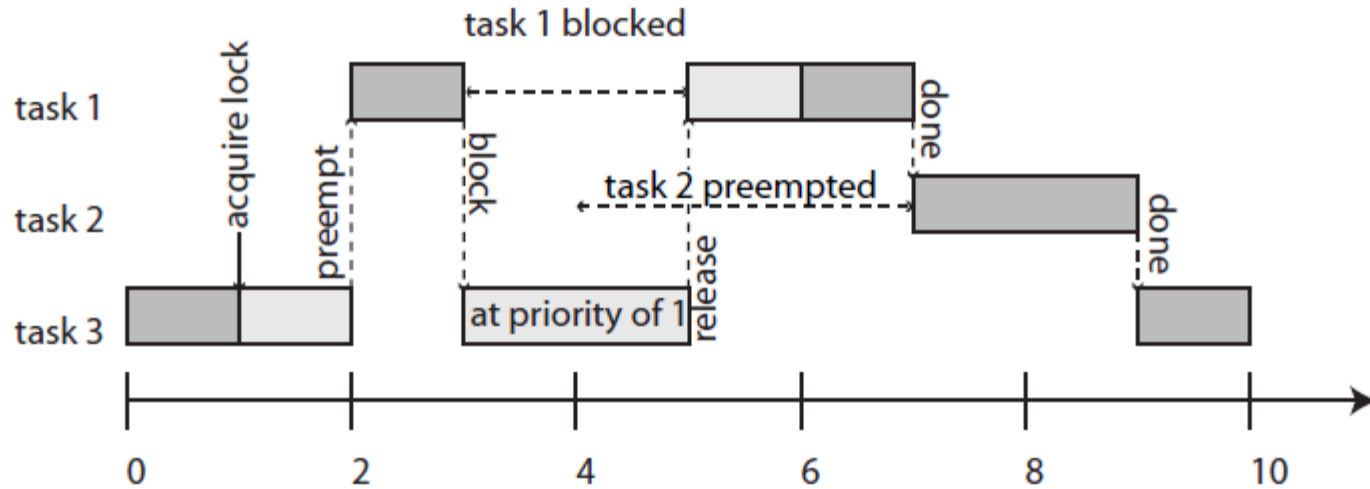 task 1 blocked
task 1
acquire lock
preempt
block
done
task 2 preempted
task 2
done
release
at priority of 1
task 3
0 2 4 6 8 10